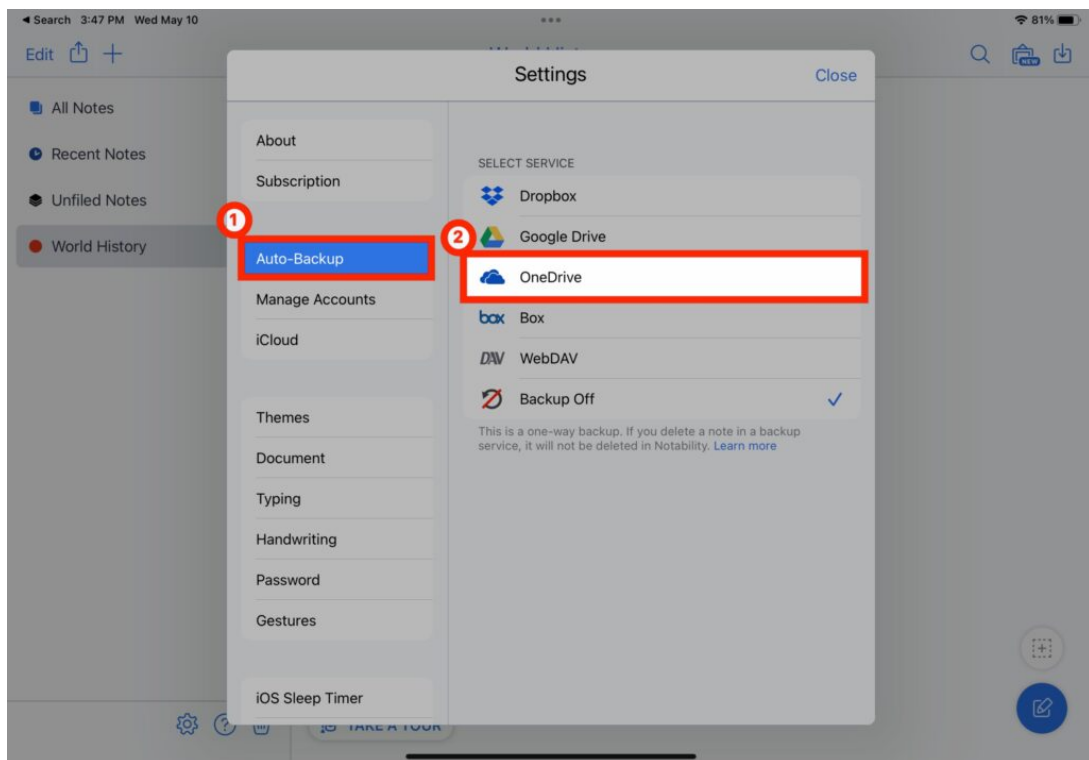 Search 3:47 PM Wed May 10
81%
Edit
NEW
Settings
Close
All Notes
Recent Notes
Unfiled Notes
World History
About
Subscription
1
Auto-Backup
Manage Accounts
iCloud
Themes
Document
Typing
Handwriting
Password
Gestures
iOS Sleep Timer
SELECT SERVICE
Dropbox
2
Google Drive
OneDrive
box Box
DAV WebDAV
Backup Off
This is a one-way backup. If you delete a note in a backup
service, it will not be deleted in Notability. Learn more
TAKE A TOUR